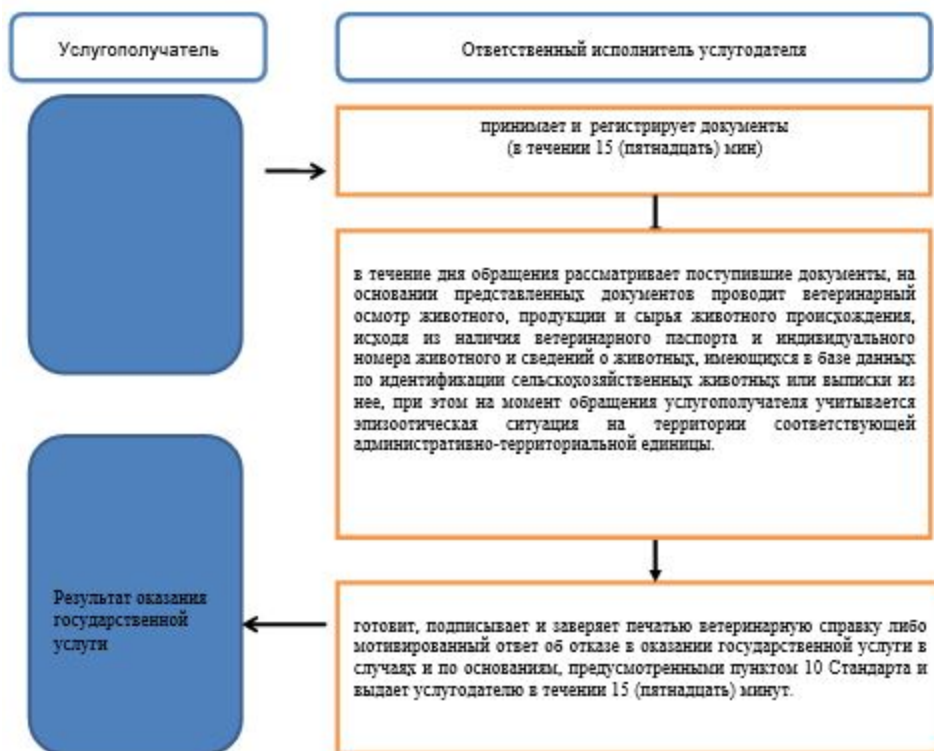 Услугополучатель
Ответственный исполнитель услугодателя
принимает и регистрирует документы
(в течении 15 (пятнадцать) мин)
в течение дня обращения рассматривает поступившие документы, на
основании представленных документов проводит ветеринарный
осмотр животного, продукции и сырья животного происхождения,
исходя из наличия ветеринарного паспорта и индивидуального
номера животного и сведений о животных, имеющихся в базе данных
по идентификации сельскохозяйственных животных или выписки из
нее, при этом на момент обращения услугополучателя учитывается
эпизоотическая ситуация на территории соответствующей
административно-территориальной единицы.
Результат оказания
государственной
услуги
готовит, подписывает и заверяет печатью ветеринарную справку либо
мотивированный ответ об отказе в оказании государственной услуги в
случаях и по основаниям, предусмотренными пунктом 10 Стандарта и
выдает услугодателю в течении 15 (пятнадцать) минут.